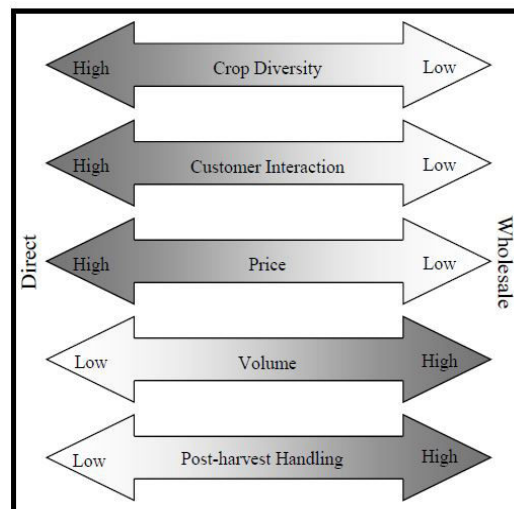 High Crop Diversity Low
High Customer Interaction Low
Direct
High Price Low
Wholesale
Low Volume High
Low Post-harvest Handling High